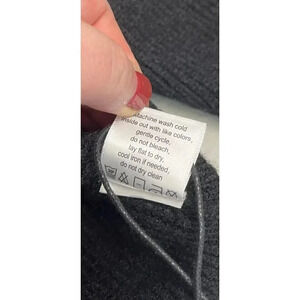 Machine wash cold
inside out with like colors,
gentle cycle,
do not bleach,
lay flat to dry,
cool iron if needed,
do not dry clean